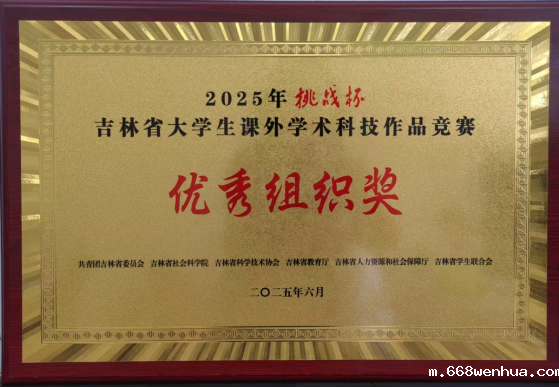 2025年 挑战杯
吉林省大学生课外学术科技作品竞赛
优秀组织奖
共青团吉林省委员会 吉林省社会科学院 吉林省科学技术协会 吉林省教育厅 吉林省人力资源和社会保障厅 吉林省学生联合会
二〇二五年六月
m.668wenhua.com